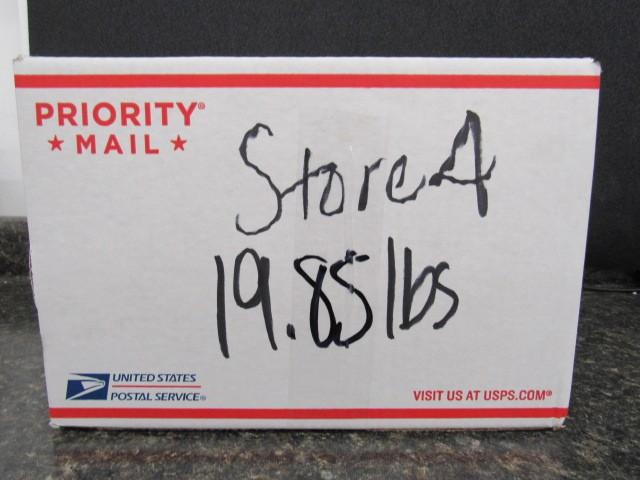 PRIORITY®
★ MAIL ★
Store 4
19.85 lbs
UNITED STATES
POSTAL SERVICE®
VISIT US AT USPS.COM®